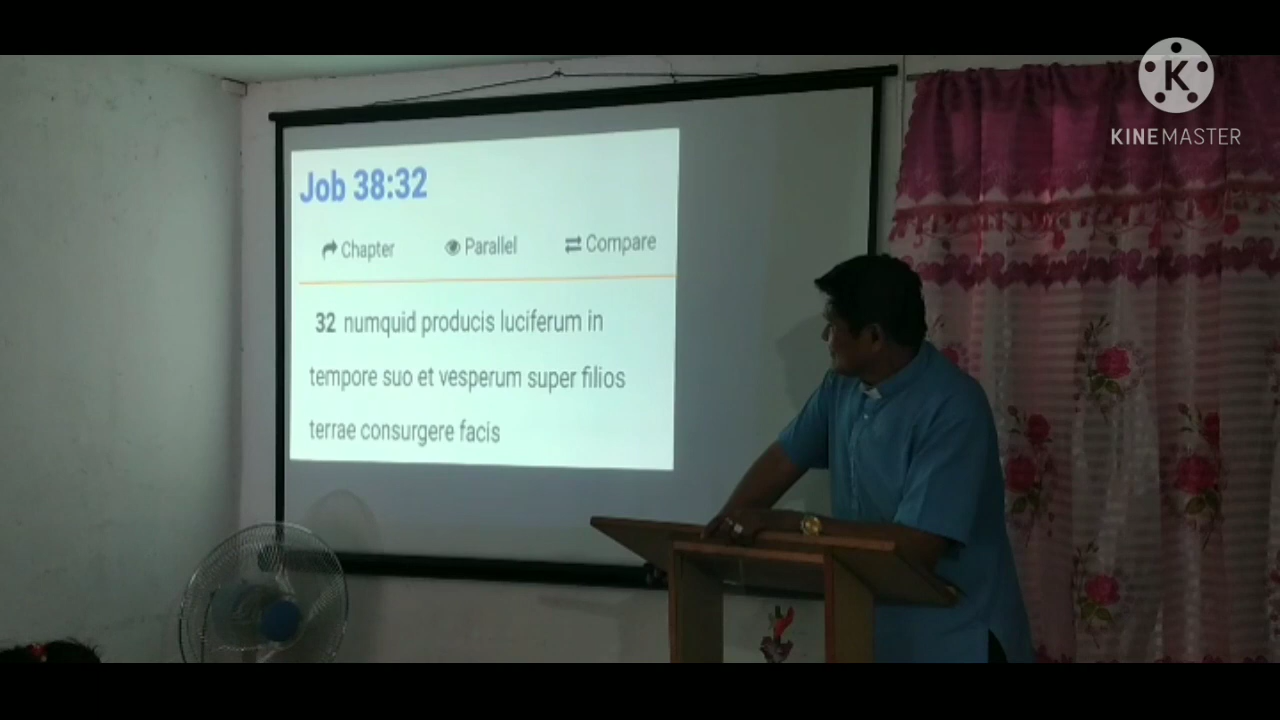 Job 38:32
Chapter Parallel Compare
32 numquid producis luciferum in
tempore suo et vesperum super filios
terrae consurgere facis
K
KINEMASTER